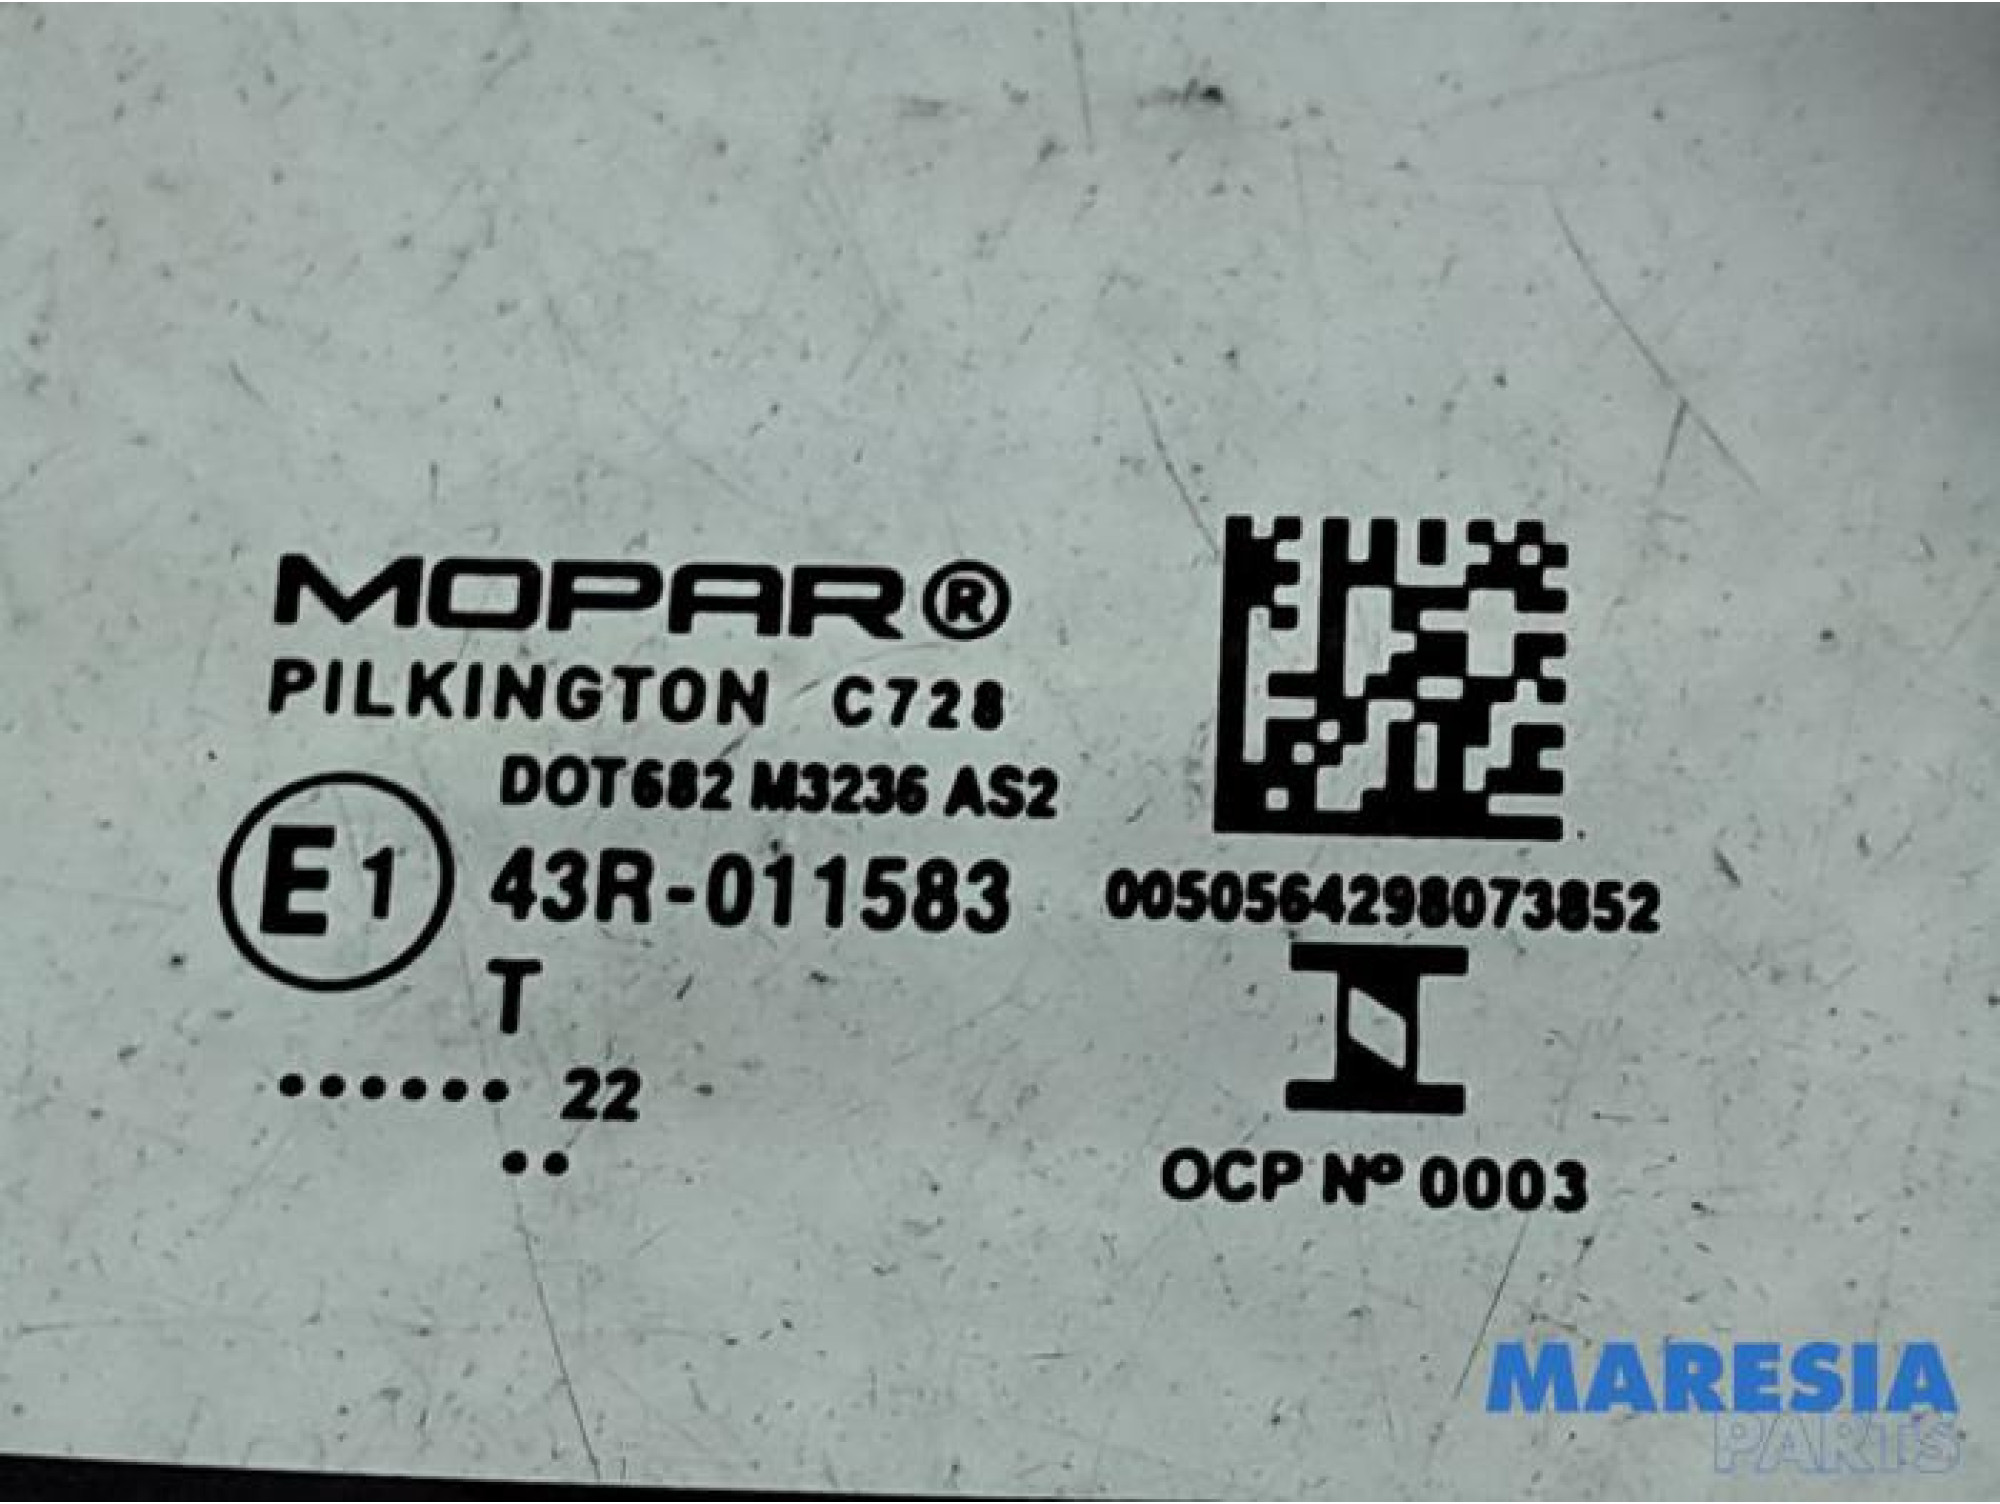 MOPAR®
PILKINGTON C728
DOT682 M3236 AS2
E1 43R-011583
T
•••••• 22
••
0050564298073852
OCP Nº 0003
MARESIA
PARTS